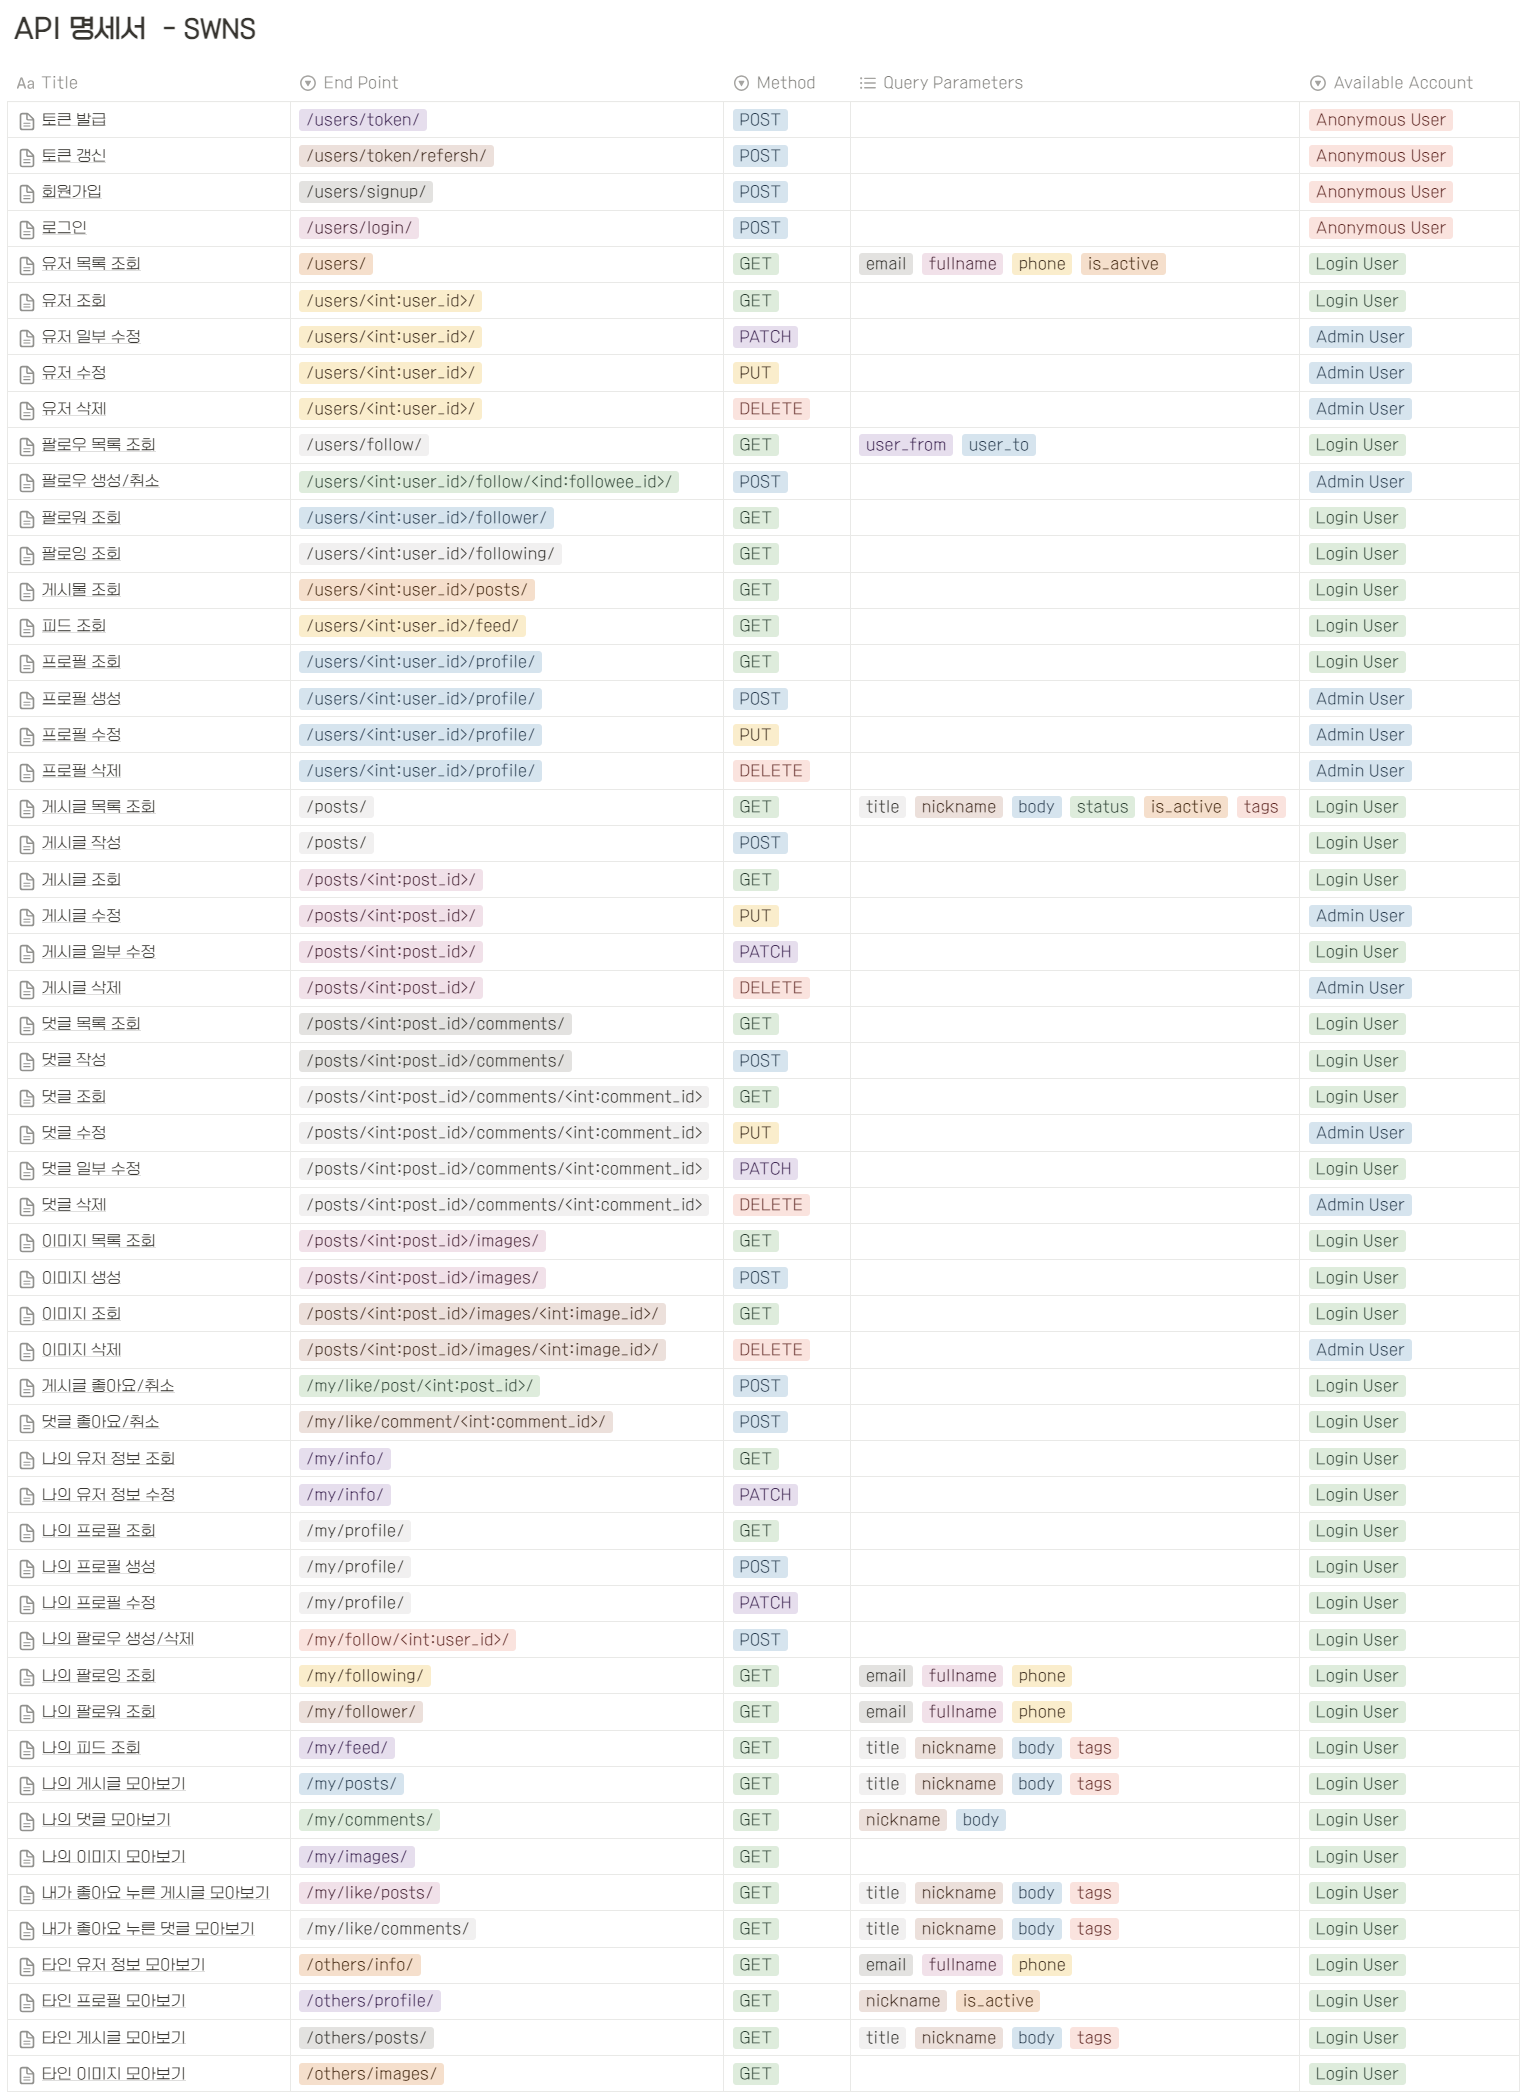 API 명세서 - SWNS
Aa Title End Point Method Query Parameters Available Account
토큰 발급 /users/token/ POST Anonymous User
토큰 갱신 /users/token/refersh/ POST Anonymous User
회원가입 /users/signup/ POST Anonymous User
로그인 /users/login/ POST Anonymous User
유저 목록 조회 /users/ GET email fullname phone is_active Login User
유저 조회 /users/<int:user_id>/ GET Login User
유저 일부 수정 /users/<int:user_id>/ PATCH Admin User
유저 수정 /users/<int:user_id>/ PUT Admin User
유저 삭제 /users/<int:user_id>/ DELETE Admin User
팔로우 목록 조회 /users/follow/ GET user_from user_to Login User
팔로우 생성/취소 /users/<int:user_id>/follow/<ind:followee_id>/ POST Admin User
팔로워 조회 /users/<int:user_id>/follower/ GET Login User
팔로잉 조회 /users/<int:user_id>/following/ GET Login User
게시물 조회 /users/<int:user_id>/posts/ GET Login User
피드 조회 /users/<int:user_id>/feed/ GET Login User
프로필 조회 /users/<int:user_id>/profile/ GET Login User
프로필 생성 /users/<int:user_id>/profile/ POST Admin User
프로필 수정 /users/<int:user_id>/profile/ PUT Admin User
프로필 삭제 /users/<int:user_id>/profile/ DELETE Admin User
게시글 목록 조회 /posts/ GET title nickname body status is_active tags Login User
게시글 작성 /posts/ POST Login User
게시글 조회 /posts/<int:post_id>/ GET Login User
게시글 수정 /posts/<int:post_id>/ PUT Admin User
게시글 일부 수정 /posts/<int:post_id>/ PATCH Login User
게시글 삭제 /posts/<int:post_id>/ DELETE Admin User
댓글 목록 조회 /posts/<int:post_id>/comments/ GET Login User
댓글 작성 /posts/<int:post_id>/comments/ POST Login User
댓글 조회 /posts/<int:post_id>/comments/<int:comment_id> GET Login User
댓글 수정 /posts/<int:post_id>/comments/<int:comment_id> PUT Admin User
댓글 일부 수정 /posts/<int:post_id>/comments/<int:comment_id> PATCH Login User
댓글 삭제 /posts/<int:post_id>/comments/<int:comment_id> DELETE Admin User
이미지 목록 조회 /posts/<int:post_id>/images/ GET Login User
이미지 생성 /posts/<int:post_id>/images/ POST Login User
이미지 조회 /posts/<int:post_id>/images/<int:image_id>/ GET Login User
이미지 삭제 /posts/<int:post_id>/images/<int:image_id>/ DELETE Admin User
게시글 좋아요/취소 /my/like/post/<int:post_id>/ POST Login User
댓글 좋아요/취소 /my/like/comment/<int:comment_id>/ POST Login User
나의 유저 정보 조회 /my/info/ GET Login User
나의 유저 정보 수정 /my/info/ PATCH Login User
나의 프로필 조회 /my/profile/ GET Login User
나의 프로필 생성 /my/profile/ POST Login User
나의 프로필 수정 /my/profile/ PATCH Login User
나의 팔로우 생성/삭제 /my/follow/<int:user_id>/ POST Login User
나의 팔로잉 조회 /my/following/ GET email fullname phone Login User
나의 팔로워 조회 /my/follower/ GET email fullname phone Login User
나의 피드 조회 /my/feed/ GET title nickname body tags Login User
나의 게시글 모아보기 /my/posts/ GET title nickname body tags Login User
나의 댓글 모아보기 /my/comments/ GET nickname body Login User
나의 이미지 모아보기 /my/images/ GET Login User
내가 좋아요 누른 게시글 모아보기 /my/like/posts/ GET title nickname body tags Login User
내가 좋아요 누른 댓글 모아보기 /my/like/comments/ GET title nickname body tags Login User
타인 유저 정보 모아보기 /others/info/ GET email fullname phone Login User
타인 프로필 모아보기 /others/profile/ GET nickname is_active Login User
타인 게시글 모아보기 /others/posts/ GET title nickname body tags Login User
타인 이미지 모아보기 /others/images/ GET Login User